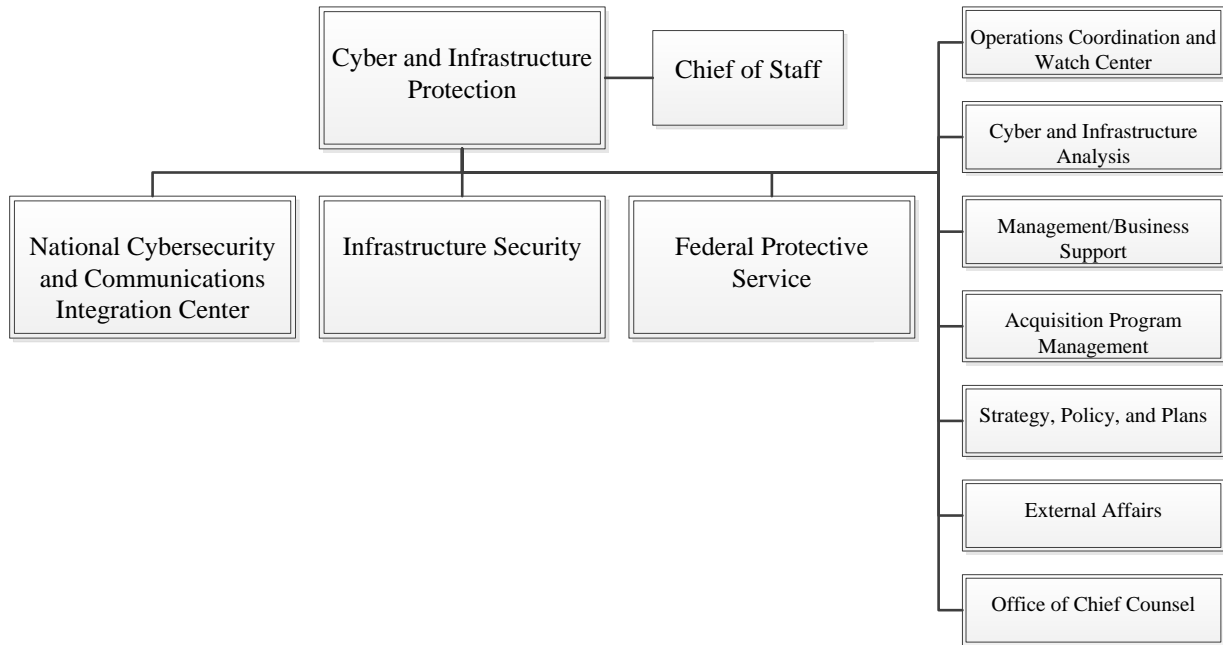 Cyber and Infrastructure
Protection
Chief of Staff
National Cybersecurity
and Communications
Integration Center
Infrastructure Security
Federal Protective
Service
Operations Coordination and
Watch Center
Cyber and Infrastructure
Analysis
Management/Business
Support
Acquisition Program
Management
Strategy, Policy, and Plans
External Affairs
Office of Chief Counsel